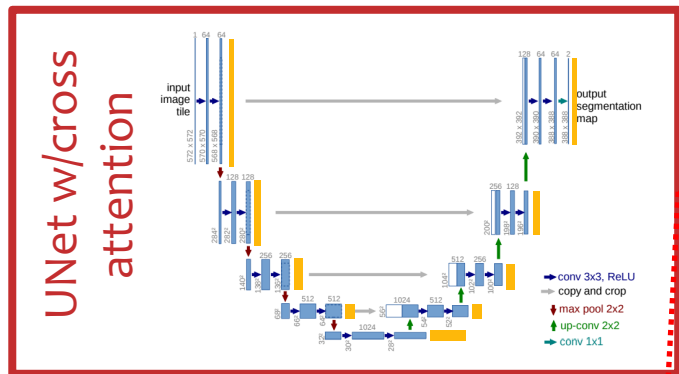 UNet w/cross
attention
input
image
tile
1 64 64
572 x 572
570 x 570
568 x 568
128 64 64 2
output
segmentation
map
392 x 392
390 x 390
388 x 388
388 x 388
128 128
284²
282²
280²
256 128
200²
198²
196²
256 256
140²
138²
136²
512 256
104²
102²
100²
512 512
68²
66²
64²
1024 512
56²
54²
52²
1024
32²
30²
28²
conv 3x3, ReLU
copy and crop
max pool 2x2
up-conv 2x2
conv 1x1